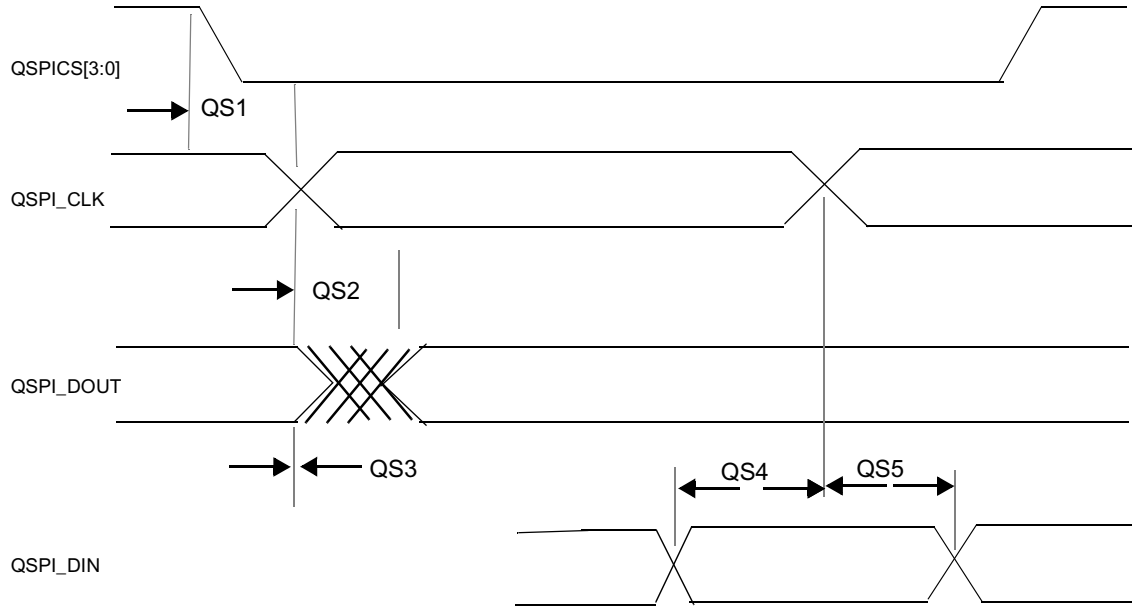 QSPICS[3:0]
QS1
QSPI_CLK
QS2
QSPI_DOUT
QS3
QS4
QS5
QSPI_DIN